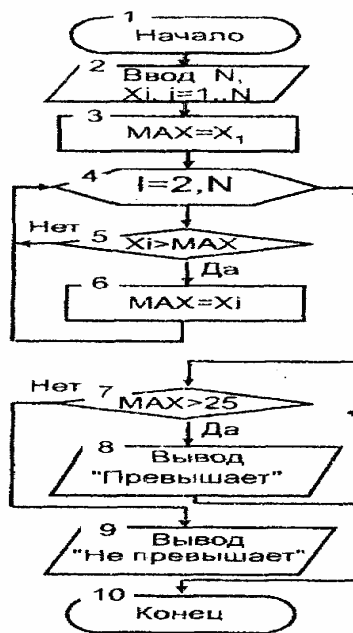 1
Начало
2
Ввод N,
Xi, i=1..N
3
MAX=X₁
4
I=2,N
Нет
5
Xi>MAX
Да
6
MAX=Xi
Нет
7
MAX>25
Да
8
Вывод
"Превышает"
9
Вывод
"Не превышает"
10
Конец